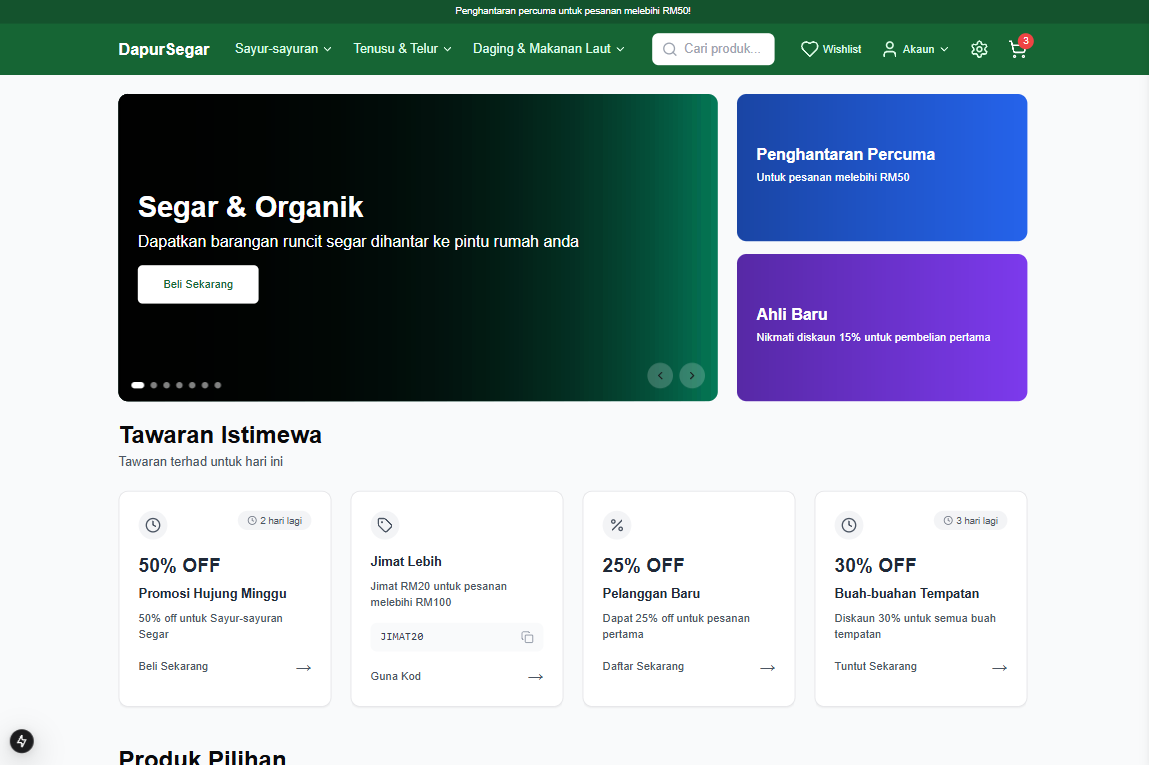 Penghantaran percuma untuk pesanan melebihi RM50!
DapurSegar
Sayur-sayuran
Tenusu & Telur
Daging & Makanan Laut
Cari produk...
Wishlist
Akaun
3
Segar & Organik
Dapatkan barangan runcit segar dihantar ke pintu rumah anda
Beli Sekarang
Penghantaran Percuma
Untuk pesanan melebihi RM50
Ahli Baru
Nikmati diskaun 15% untuk pembelian pertama
Tawaran Istimewa
Tawaran terhad untuk hari ini
2 hari lagi
50% OFF
Promosi Hujung Minggu
50% off untuk Sayur-sayuran
Segar
Beli Sekarang
Jimat Lebih
Jimat RM20 untuk pesanan
melebihi RM100
JIMAT20
Guna Kod
25% OFF
Pelanggan Baru
Dapat 25% off untuk pesanan
pertama
Daftar Sekarang
3 hari lagi
30% OFF
Buah-buahan Tempatan
Diskaun 30% untuk semua buah
tempatan
Tuntut Sekarang
Produk Pilihan